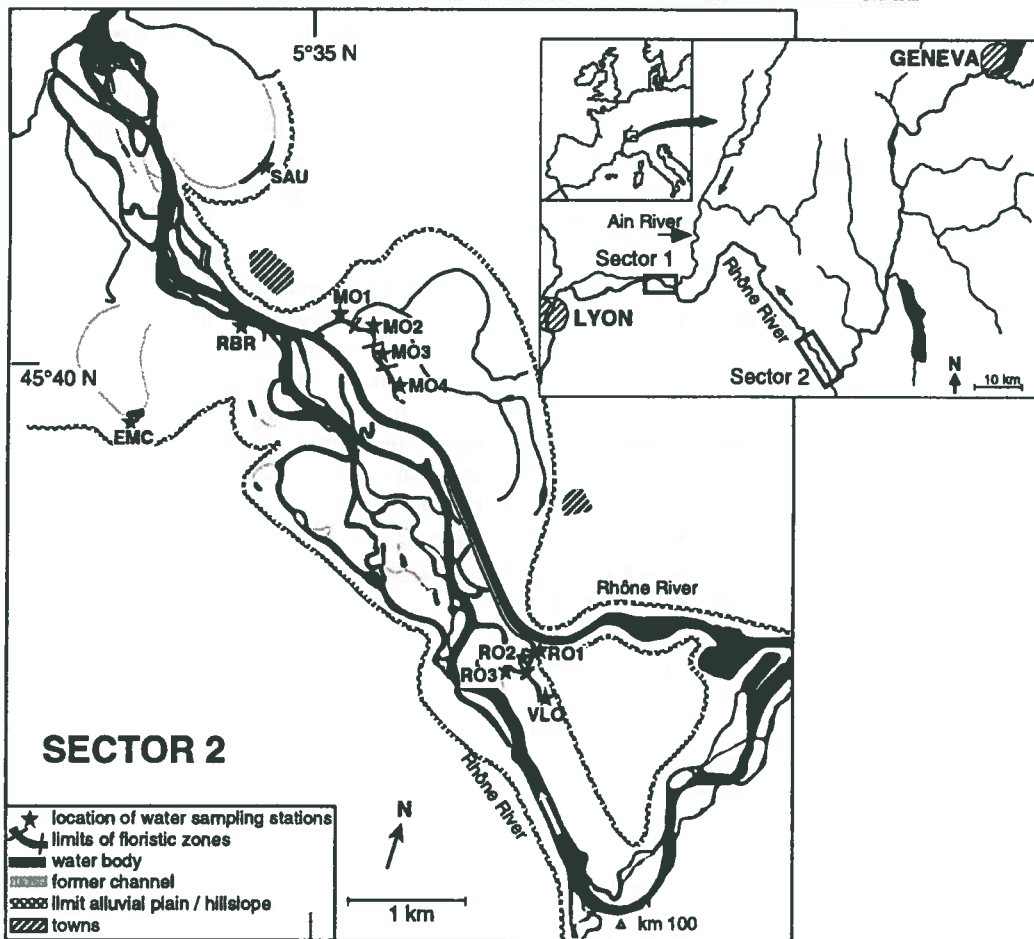 5°35 N
GENEVA
SAU
Ain River
Sector 1
Rhône River
LYON
MO1
MO2
RBR
MO3
45°40 N
MO4
Sector 2
N
10 km
EMC
Rhône River
RO2
RO1
RO3
VLO
SECTOR 2
Rhône River
N
1 km
km 100
location of water sampling stations
limits of floristic zones
water body
former channel
limit alluvial plain / hillslope
towns